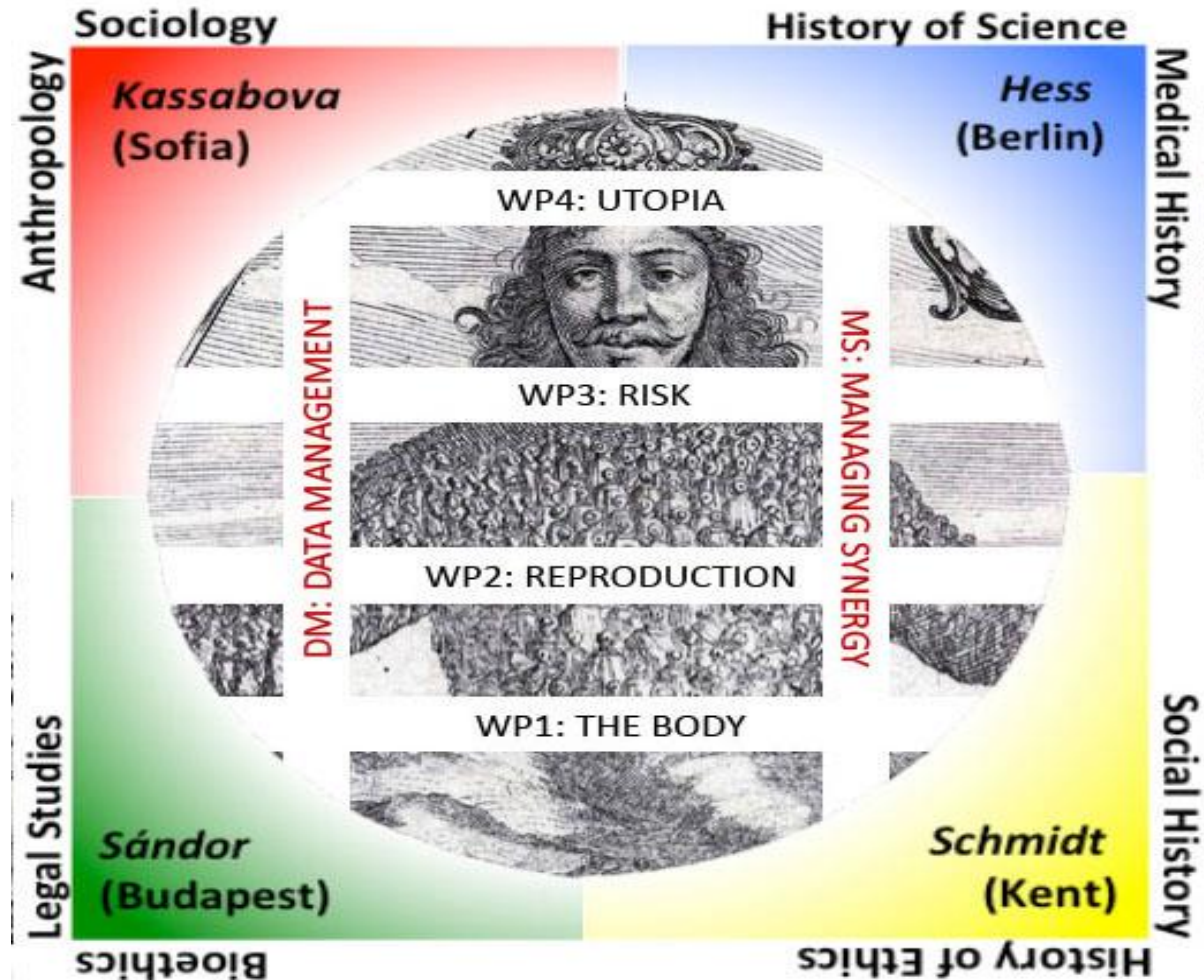 Sociology
History of Science
Anthropology
Kassabova
(Sofia)
Hess
(Berlin)
Medical History
WP4: UTOPIA
DM: DATA MANAGEMENT
MS: MANAGING SYNERGY
WP3: RISK
WP2: REPRODUCTION
WP1: THE BODY
Legal Studies
Sándor
(Budapest)
Schmidt
(Kent)
Social History
Bioethics
History of Ethics